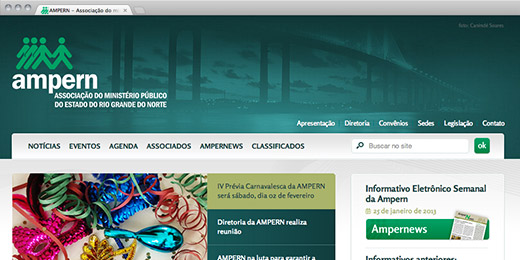 AMPERN - Associação do m
foto: Canindé Soares
ampern
ASSOCIAÇÃO DO MINISTÉRIO PÚBLICO
DO ESTADO DO RIO GRANDE DO NORTE
Apresentação Diretoria Convênios Sedes Legislação Contato
NOTÍCIAS EVENTOS AGENDA ASSOCIADOS AMPERNEWS CLASSIFICADOS
Buscar no site ok
IV Prévia Carnavalesca da AMPERN
será sábado, dia 02 de fevereiro
Diretoria da AMPERN realiza
reunião
AMPERN na luta para garantir a
Informativo Eletrônico Semanal
da Ampern
25 de janeiro de 2013
Ampernews
Informativos anteriores: